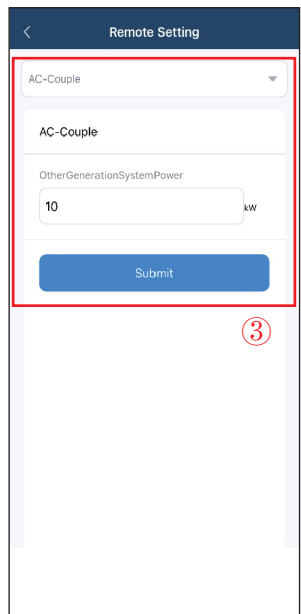 Remote Setting
AC-Couple
AC-Couple
OtherGenerationSystemPower
10 kW
Submit
③